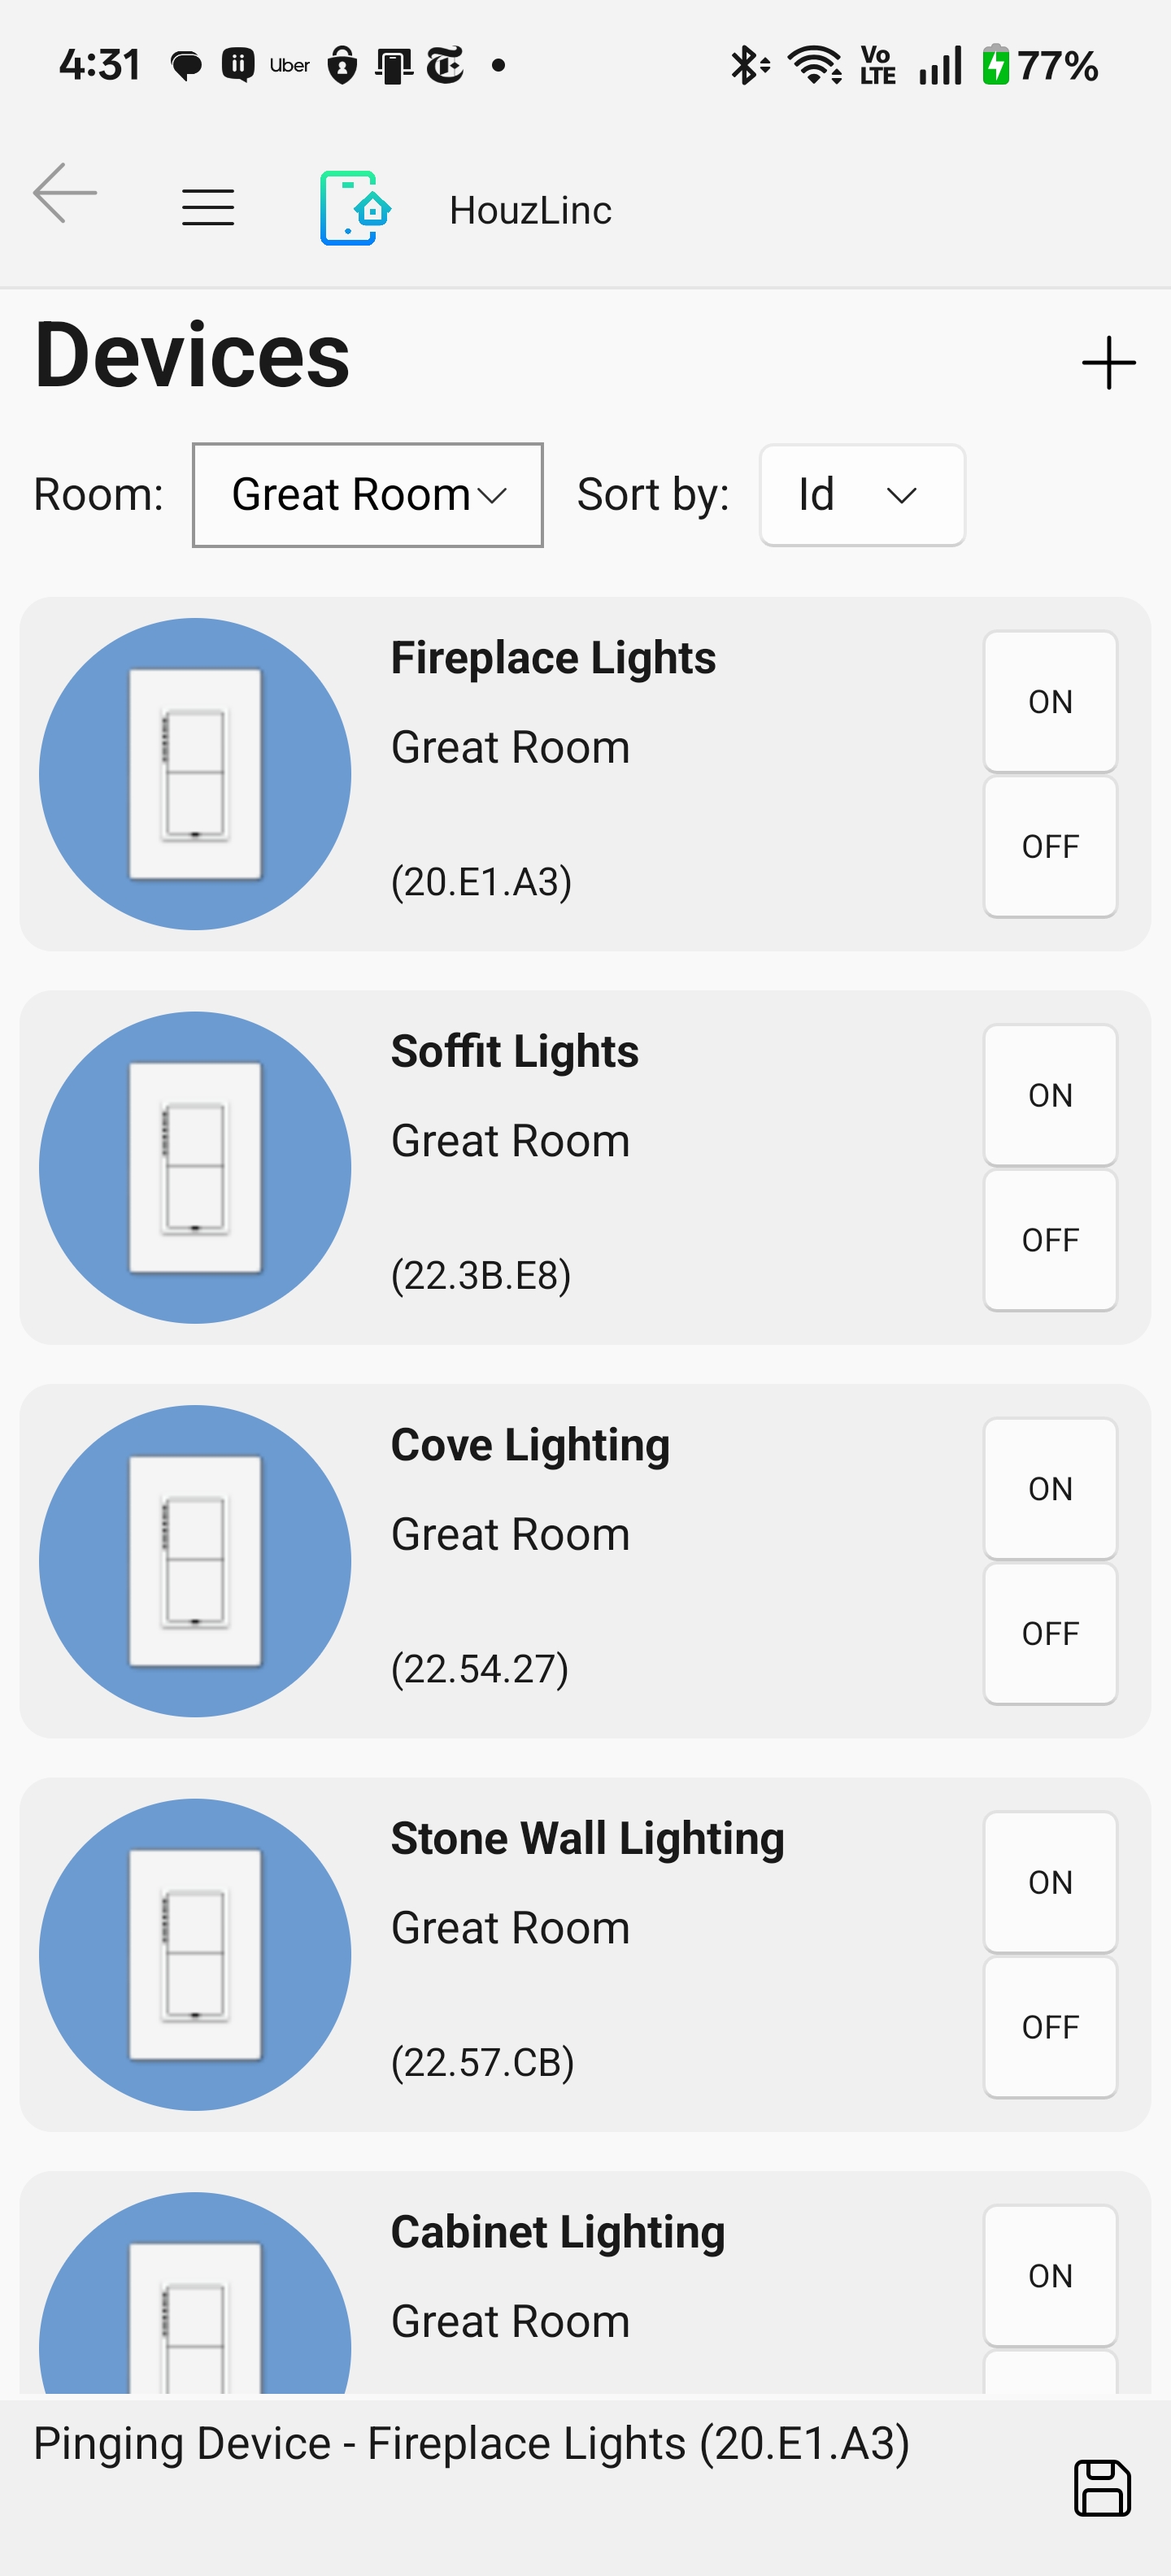 4:31 Uber Vo LTE 77%
HouzLinc
Devices
Room: Great Room Sort by: Id
Fireplace Lights
Great Room
(20.E1.A3)
ON
OFF
Soffit Lights
Great Room
(22.3B.E8)
ON
OFF
Cove Lighting
Great Room
(22.54.27)
ON
OFF
Stone Wall Lighting
Great Room
(22.57.CB)
ON
OFF
Cabinet Lighting
Great Room
ON
Pinging Device - Fireplace Lights (20.E1.A3)